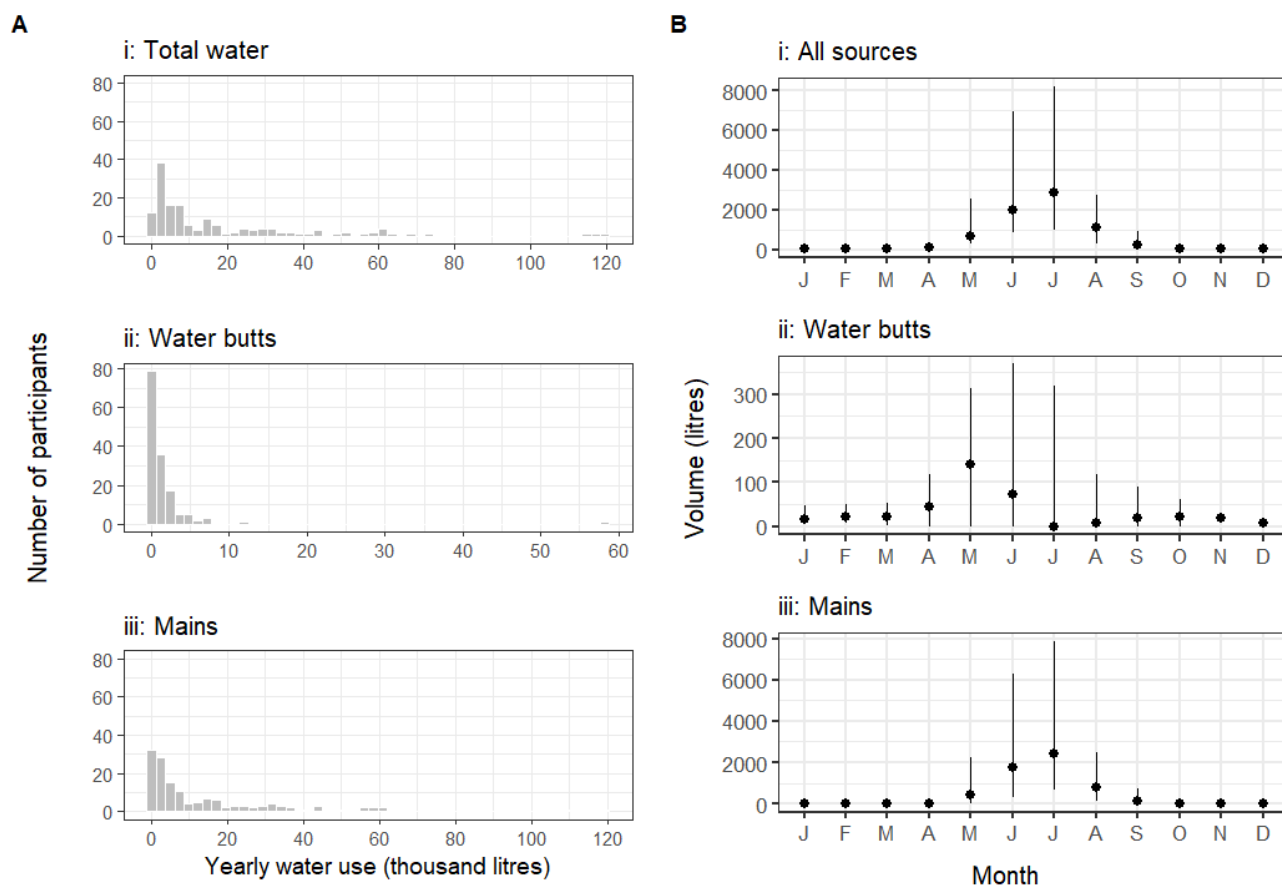 A
i: Total water
80
60
40
20
0
0 20 40 60 80 100 120
ii: Water butts
80
60
40
20
0
0 10 20 30 40 50 60
iii: Mains
80
60
40
20
0
0 20 40 60 80 100 120
Number of participants
Yearly water use (thousand litres)
B
i: All sources
8000
6000
4000
2000
0
J F M A M J J A S O N D
ii: Water butts
300
200
100
0
J F M A M J J A S O N D
iii: Mains
8000
6000
4000
2000
0
J F M A M J J A S O N D
Volume (litres)
Month